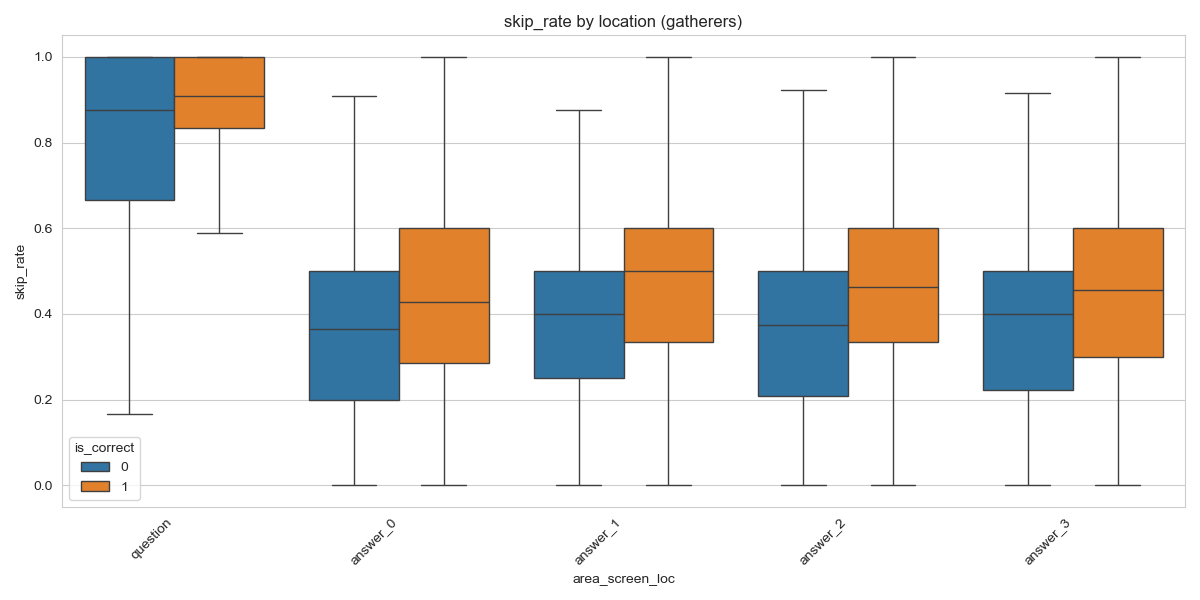 skip_rate by location (gatherers)
skip_rate
1.0
0.8
0.6
0.4
0.2
0.0
is_correct
0
1
question
answer_0
answer_1
answer_2
answer_3
area_screen_loc